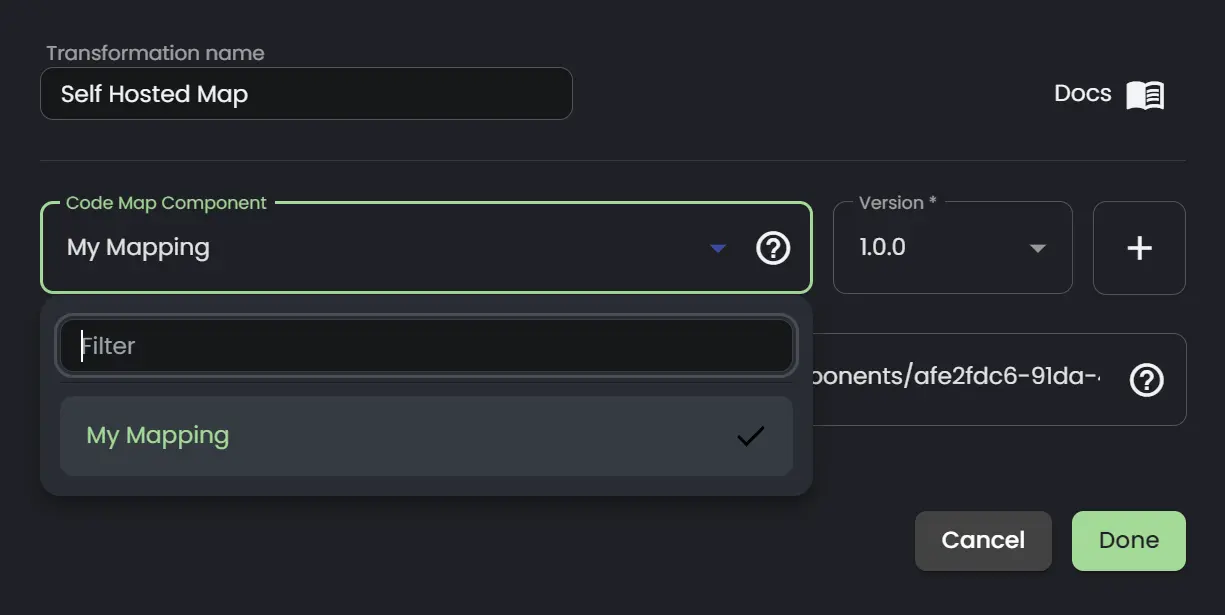 Transformation name
Self Hosted Map
Docs
Code Map Component
My Mapping
Version *
1.0.0
+
Filter
ponents/afe2fdc6-91da-
My Mapping
Cancel
Done